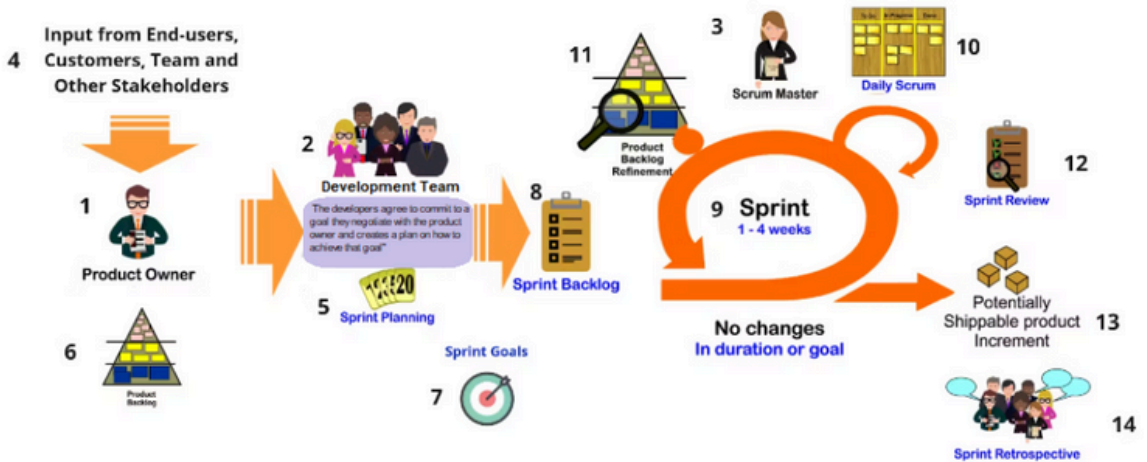 4
Input from End-users,
Customers, Team and
Other Stakeholders
1
Product Owner
6
Product
Backlog
2
Development Team
The developers agree to commit to a
goal they negotiate with the product
owner and creates a plan on how to
achieve that goal"
5
Sprint Planning
Sprint Goals
7
8
Sprint Backlog
11
Product
Backlog
Refinement
3
Scrum Master
10
Daily Scrum
9 Sprint
1 - 4 weeks
No changes
In duration or goal
12
Sprint Review
Potentially
Shippable product
Increment
13
14
Sprint Retrospective